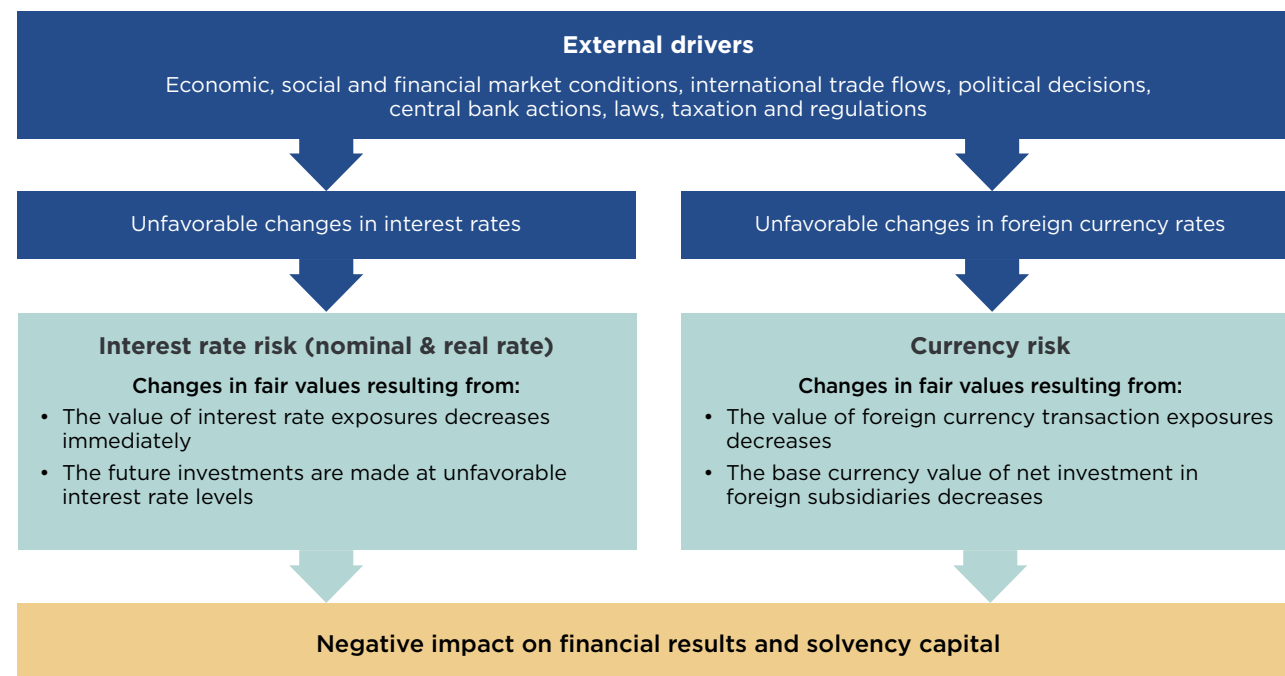 External drivers
Economic, social and financial market conditions, international trade flows, political decisions,
central bank actions, laws, taxation and regulations
Unfavorable changes in interest rates
Unfavorable changes in foreign currency rates
Interest rate risk (nominal & real rate)
Changes in fair values resulting from:
• The value of interest rate exposures decreases
immediately
• The future investments are made at unfavorable
interest rate levels
Currency risk
Changes in fair values resulting from:
• The value of foreign currency transaction exposures
decreases
• The base currency value of net investment in
foreign subsidiaries decreases
Negative impact on financial results and solvency capital